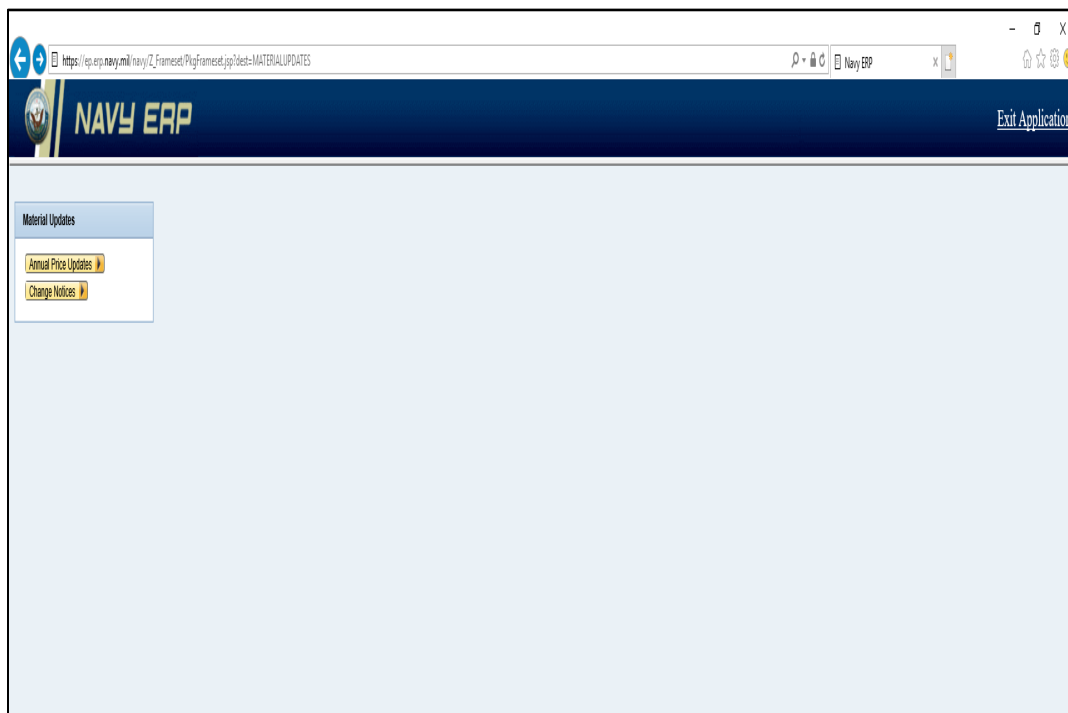 https://ep.erp.navy.mil/navy/Z_Frameset/PkgFrameset.jsp?dest=MATERIALUPDATES
Navy ERP
NAVY ERP
Exit Application
Material Updates
Annual Price Updates
Change Notices